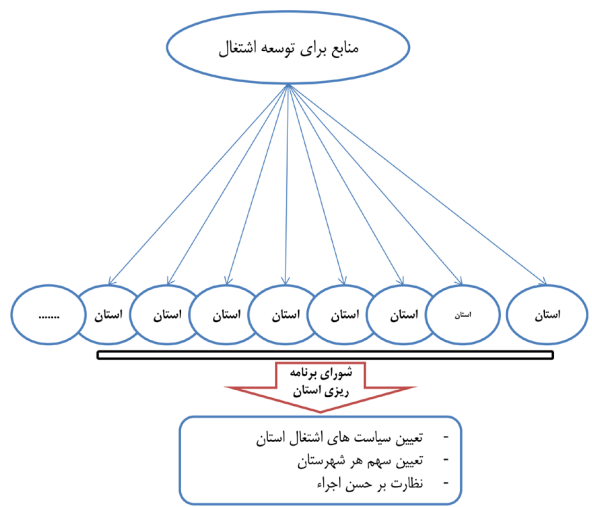 منابع برای توسعه اشتغال
استان
استان
استان
استان
استان
استان
استان
استان
.......
شورای برنامه
ریزی استان
- تعیین سیاست های اشتغال استان
- تعیین سهم هر شهرستان
- نظارت بر حسن اجراء